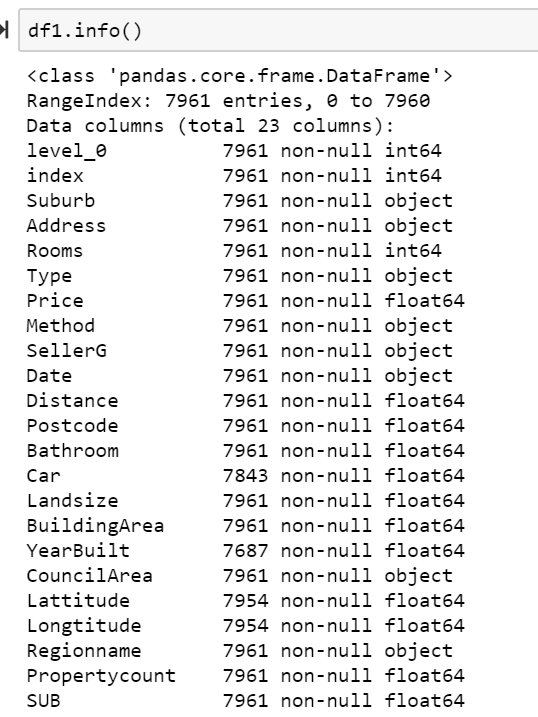 df1.info()
<class 'pandas.core.frame.DataFrame'>
RangeIndex: 7961 entries, 0 to 7960
Data columns (total 23 columns):
level_0 7961 non-null int64
index 7961 non-null int64
Suburb 7961 non-null object
Address 7961 non-null object
Rooms 7961 non-null int64
Type 7961 non-null object
Price 7961 non-null float64
Method 7961 non-null object
SellerG 7961 non-null object
Date 7961 non-null object
Distance 7961 non-null float64
Postcode 7961 non-null float64
Bathroom 7961 non-null float64
Car 7843 non-null float64
Landsize 7961 non-null float64
BuildingArea 7961 non-null float64
YearBuilt 7687 non-null float64
CouncilArea 7961 non-null object
Lattitude 7954 non-null float64
Longtitude 7954 non-null float64
Regionname 7961 non-null object
Propertycount 7961 non-null float64
SUB 7961 non-null float64